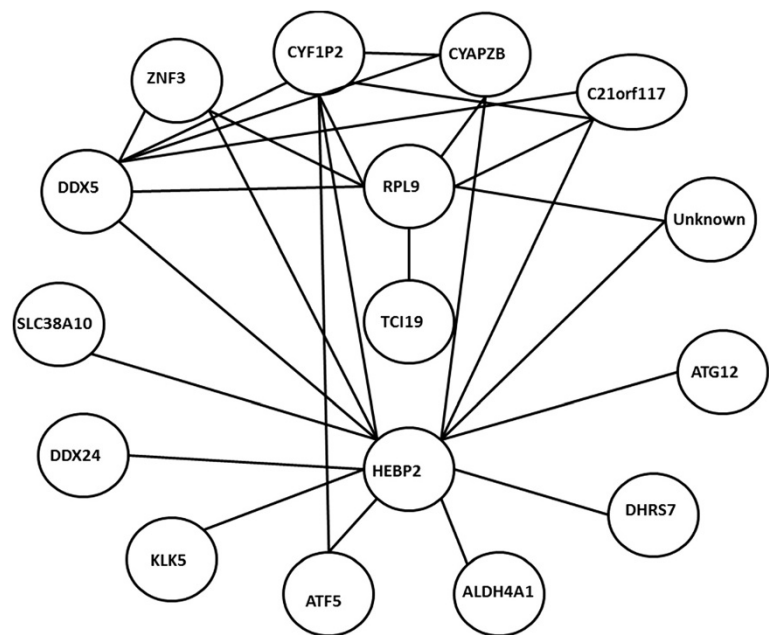 CYF1P2
CYAPZB
ZNF3
C21orf117
DDX5
RPL9
Unknown
SLC38A10
TCI19
ATG12
DDX24
HEBP2
DHRS7
KLK5
ATF5
ALDH4A1